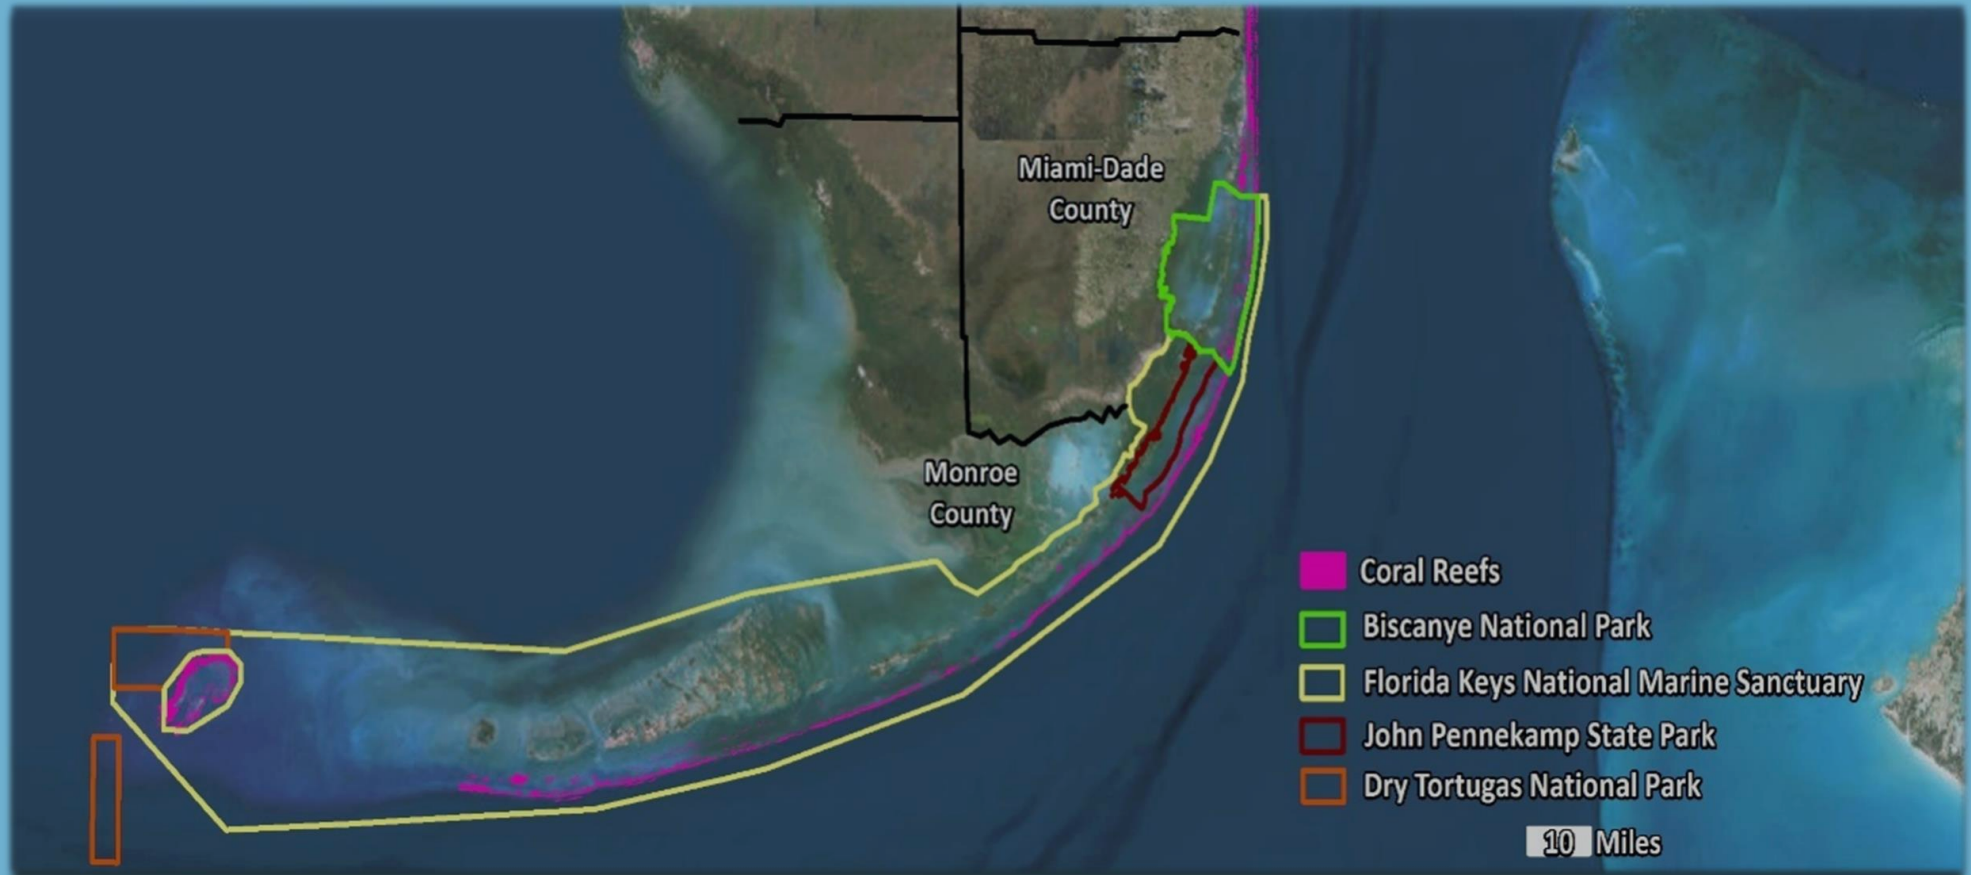 Miami-Dade
County
Monroe
County
Coral Reefs
Biscanye National Park
Florida Keys National Marine Sanctuary
John Pennekamp State Park
Dry Tortugas National Park
10 Miles